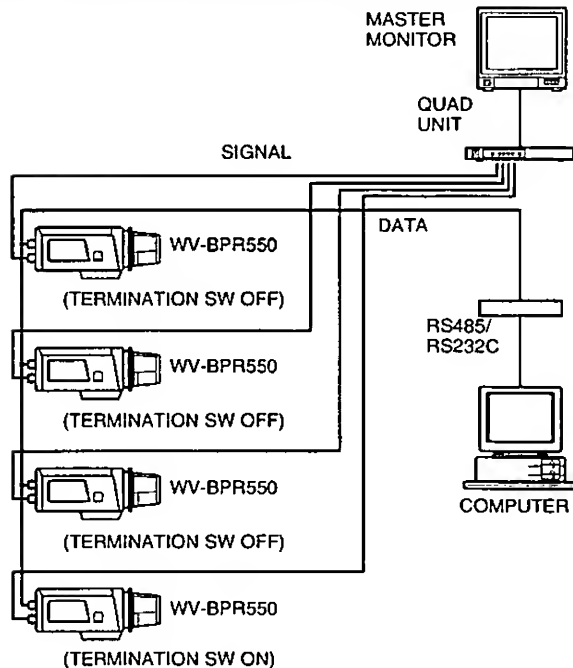 MASTER
MONITOR
QUAD
UNIT
SIGNAL
DATA
WV-BPR550
(TERMINATION SW OFF)
RS485/
RS232C
WV-BPR550
(TERMINATION SW OFF)
WV-BPR550
(TERMINATION SW OFF)
COMPUTER
WV-BPR550
(TERMINATION SW ON)